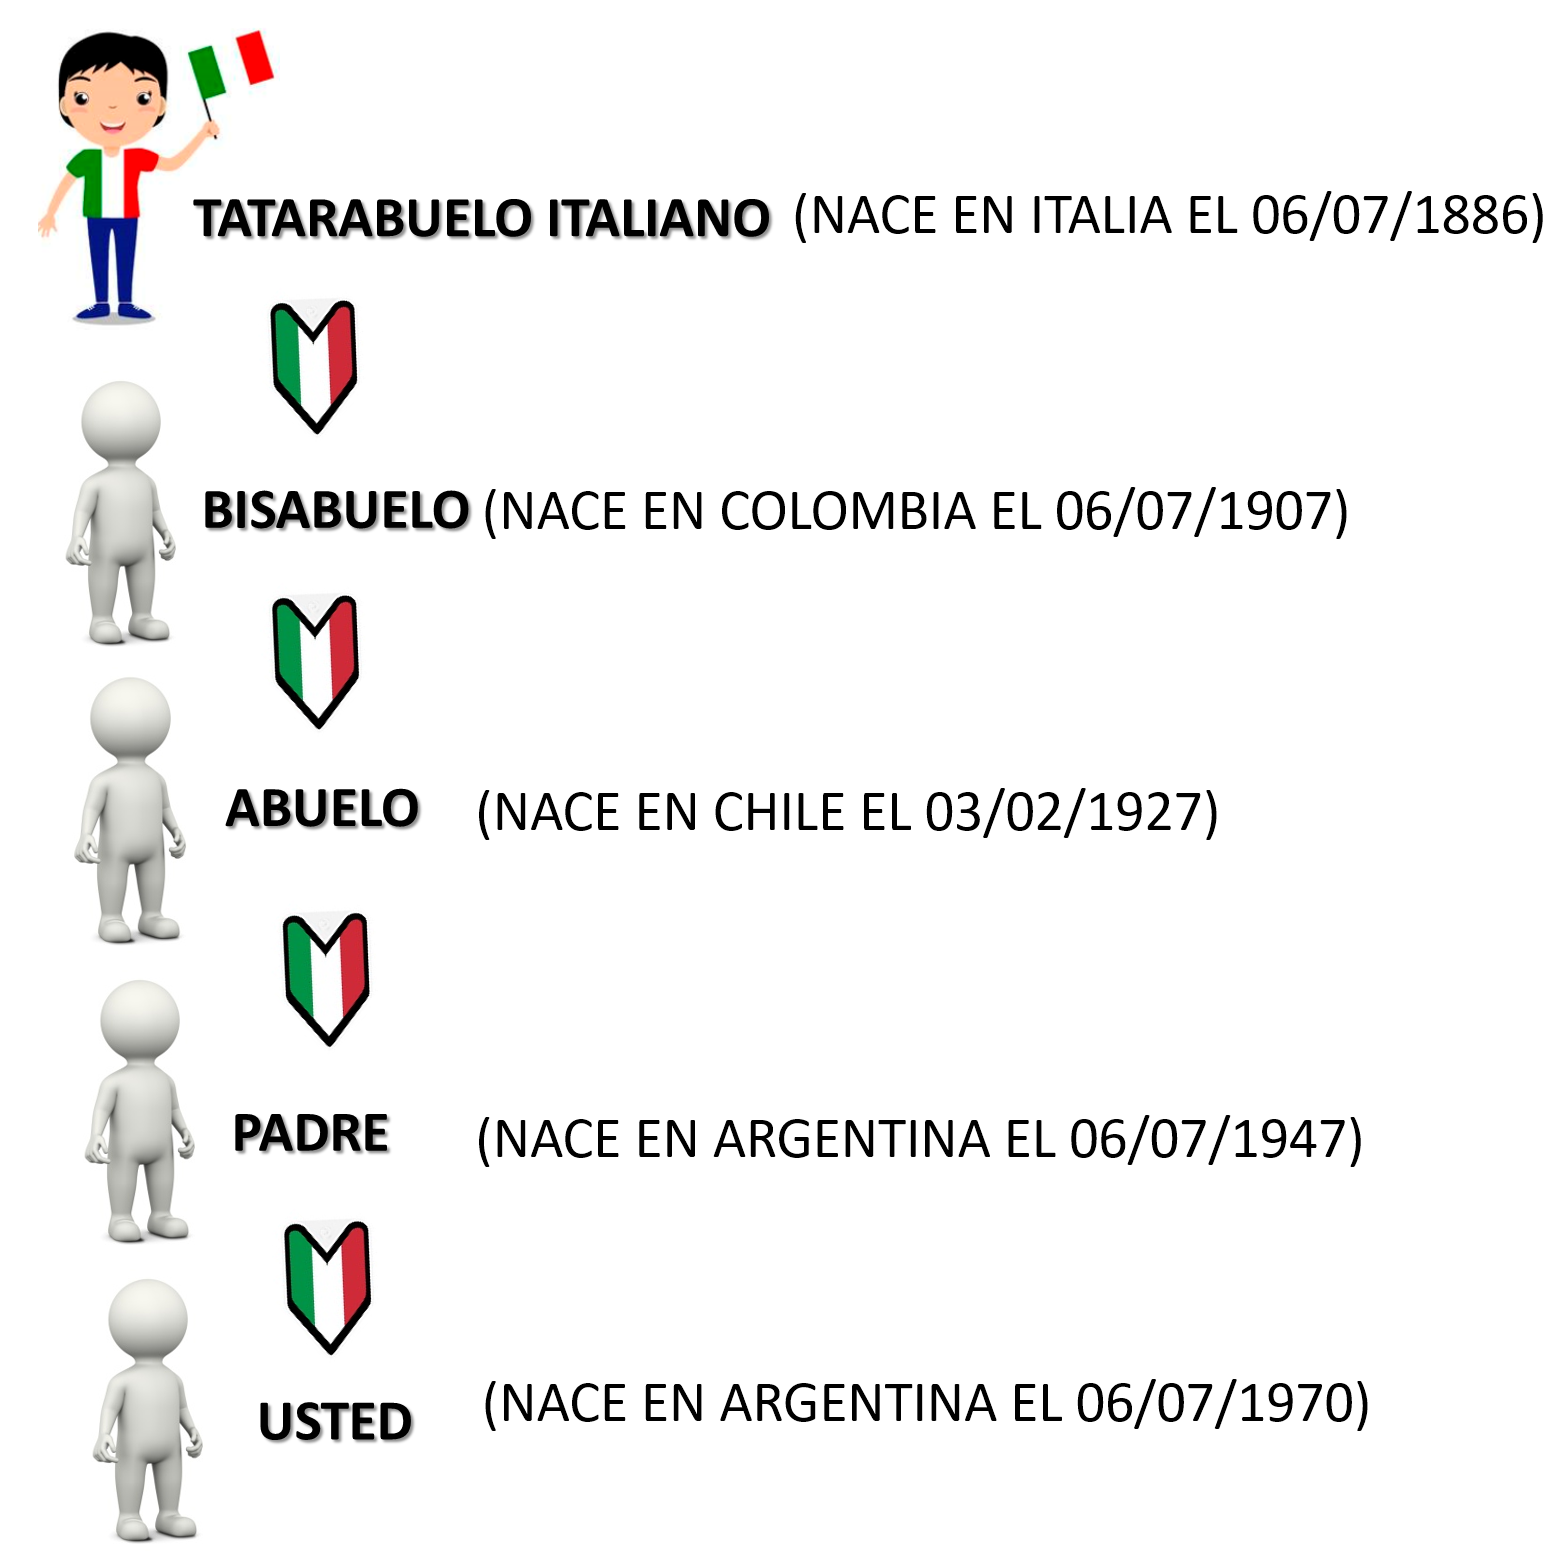 TATARABUELO ITALIANO (NACE EN ITALIA EL 06/07/1886)
BISABUELO (NACE EN COLOMBIA EL 06/07/1907)
ABUELO (NACE EN CHILE EL 03/02/1927)
PADRE (NACE EN ARGENTINA EL 06/07/1947)
USTED (NACE EN ARGENTINA EL 06/07/1970)